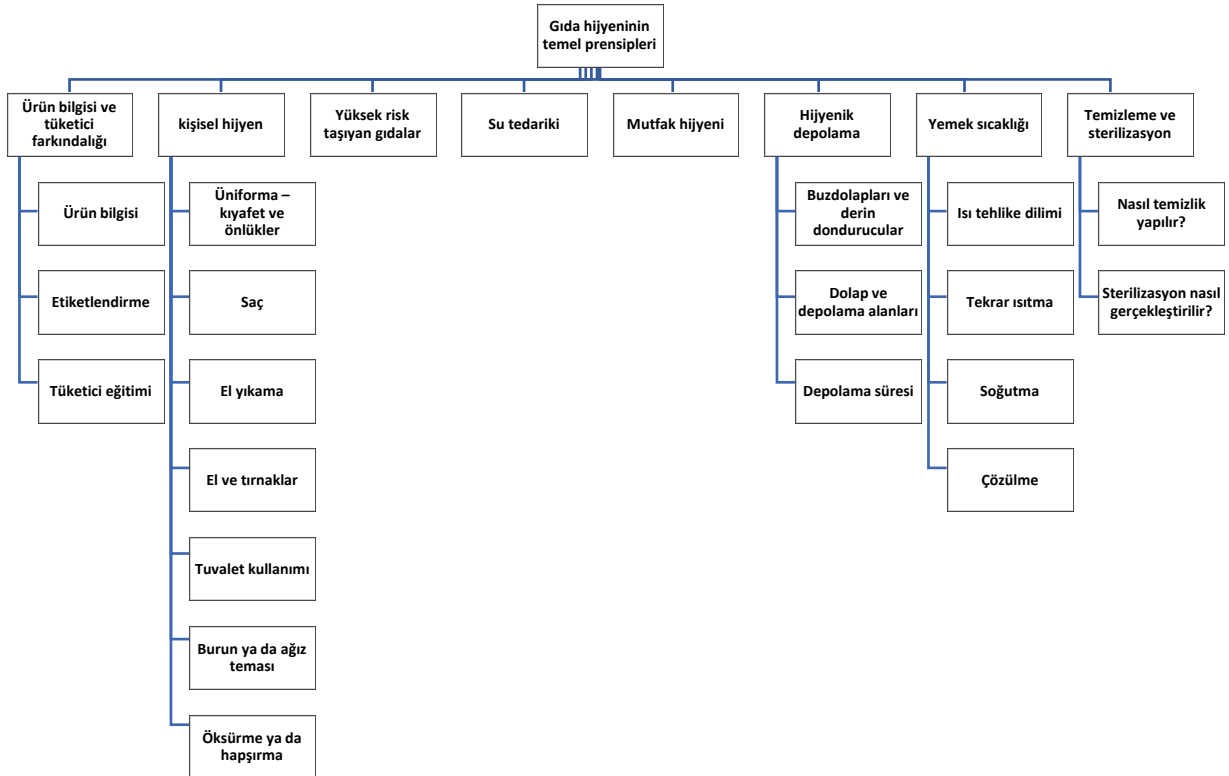 Gıda hijyeninin
temel prensipleri
Ürün bilgisi ve
tüketici
farkındalığı
kişisel hijyen
Yüksek risk
taşıyan gıdalar
Su tedariki
Mutfak hijyeni
Hijyenik
depolama
Yemek sıcaklığı
Temizleme ve
sterilizasyon
Ürün bilgisi
Etiketlendirme
Tüketici eğitimi
Üniforma –
kıyafet ve
önlükler
Saç
El yıkama
El ve tırnaklar
Tuvalet kullanımı
Burun ya da ağız
teması
Öksürme ya da
hapşırma
Buzdolapları ve
derin
dondurucular
Dolap ve
depolama alanları
Depolama süresi
Isı tehlike dilimi
Tekrar ısıtma
Soğutma
Çözülme
Nasıl temizlik
yapılır?
Sterilizasyon nasıl
gerçekleştirilir?